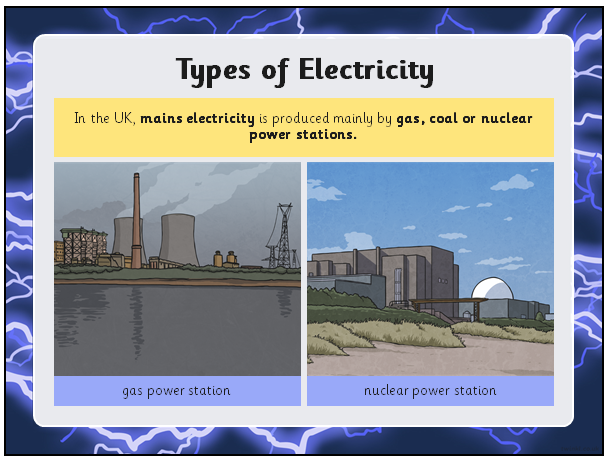 Types of Electricity
In the UK, mains electricity is produced mainly by gas, coal or nuclear
power stations.
gas power station
nuclear power station